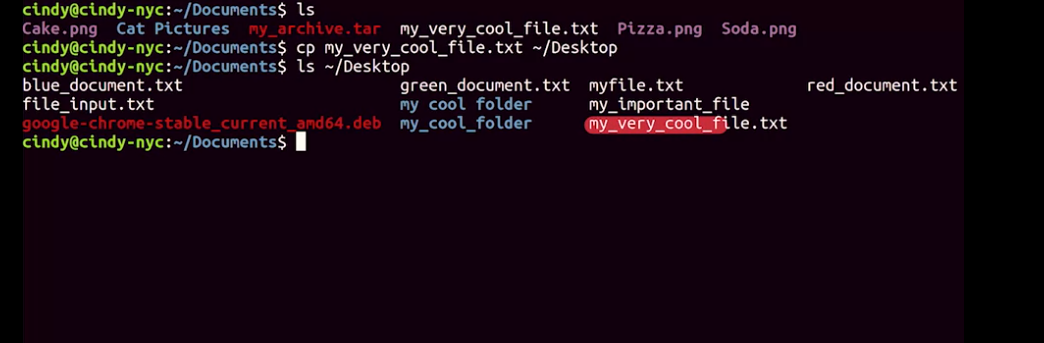 cindy@cindy-nyc:~/Documents$ ls
Cake.png  Cat Pictures  my_archive.tar  my_very_cool_file.txt  Pizza.png  Soda.png
cindy@cindy-nyc:~/Documents$ cp my_very_cool_file.txt ~/Desktop
cindy@cindy-nyc:~/Documents$ ls ~/Desktop
blue_document.txt  green_document.txt  myfile.txt  red_document.txt
file_input.txt  my cool folder  my_important_file
google-chrome-stable_current_amd64.deb  my_cool_folder  my_very_cool_file.txt
cindy@cindy-nyc:~/Documents$